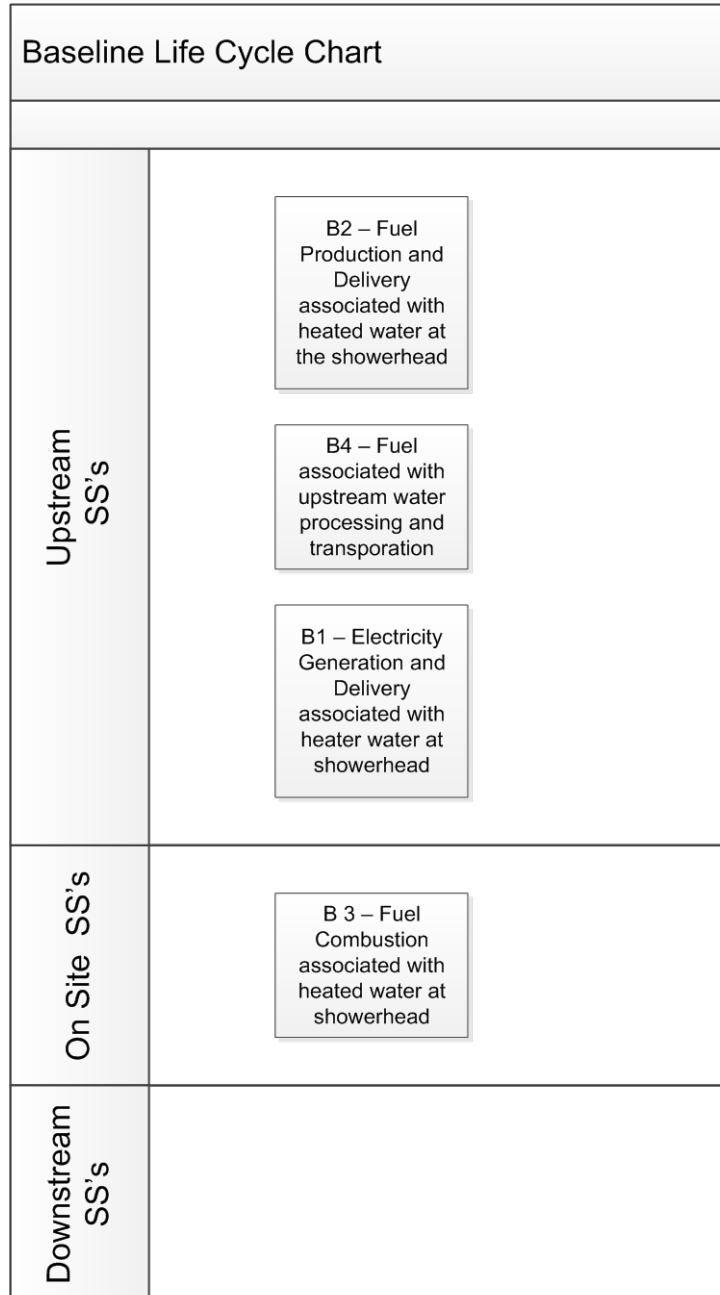 Baseline Life Cycle Chart
Upstream
SS's
B2 – Fuel
Production and
Delivery
associated with
heated water at
the showerhead
B4 – Fuel
associated with
upstream water
processing and
transporation
B1 – Electricity
Generation and
Delivery
associated with
heater water at
showerhead
On Site SS's
B 3 – Fuel
Combustion
associated with
heated water at
showerhead
Downstream
SS's